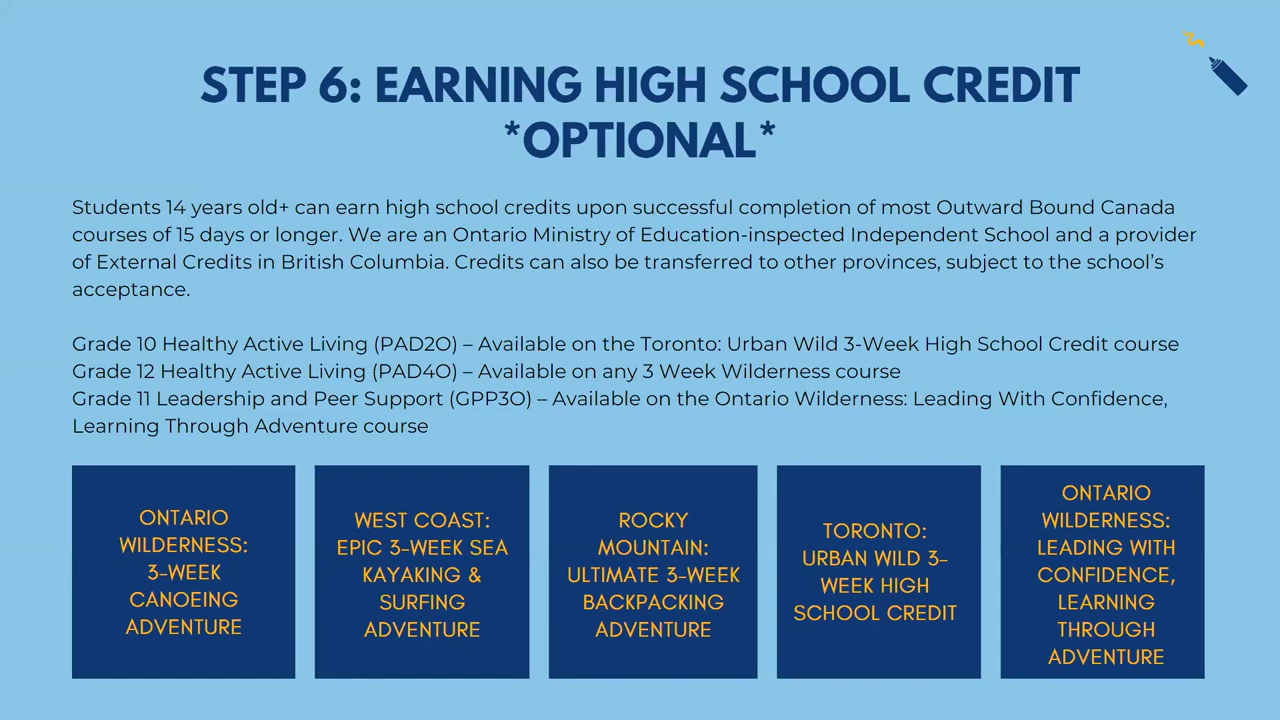 STEP 6: EARNING HIGH SCHOOL CREDIT
*OPTIONAL*
Students 14 years old+ can earn high school credits upon successful completion of most Outward Bound Canada
courses of 15 days or longer. We are an Ontario Ministry of Education-inspected Independent School and a provider
of External Credits in British Columbia. Credits can also be transferred to other provinces, subject to the school's
acceptance.
Grade 10 Healthy Active Living (PAD2O) – Available on the Toronto: Urban Wild 3-Week High School Credit course
Grade 12 Healthy Active Living (PAD4O) – Available on any 3 Week Wilderness course
Grade 11 Leadership and Peer Support (GPP3O) – Available on the Ontario Wilderness: Leading With Confidence,
Learning Through Adventure course
ONTARIO
WILDERNESS:
3-WEEK
CANOEING
ADVENTURE
WEST COAST:
EPIC 3-WEEK SEA
KAYAKING &
SURFING
ADVENTURE
ROCKY
MOUNTAIN:
ULTIMATE 3-WEEK
BACKPACKING
ADVENTURE
TORONTO:
URBAN WILD 3-
WEEK HIGH
SCHOOL CREDIT
ONTARIO
WILDERNESS:
LEADING WITH
CONFIDENCE,
LEARNING
THROUGH
ADVENTURE